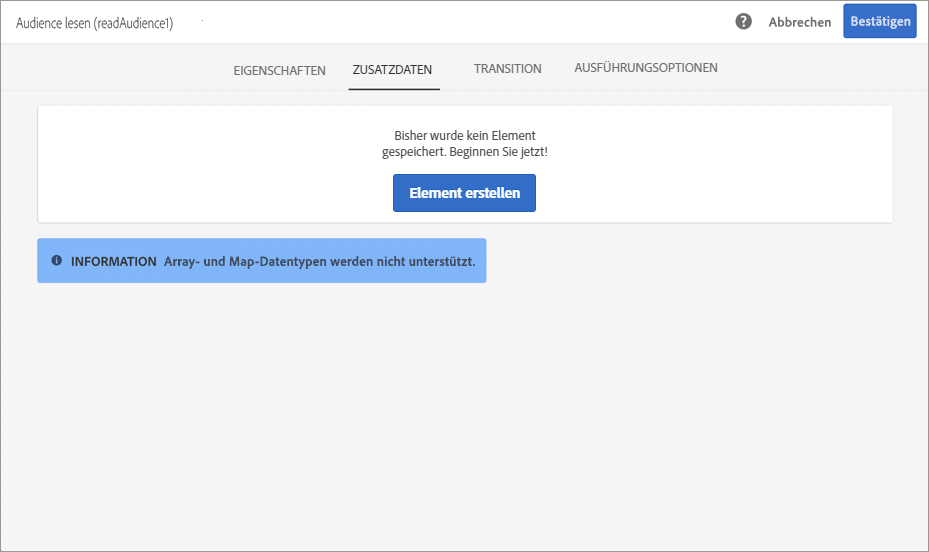 Audience lesen (readAudience1)
? Abbrechen Bestätigen
EIGENSCHAFTEN ZUSATZDATEN TRANSITION AUSFÜHRUNGSOPTIONEN
Bisher wurde kein Element
gespeichert. Beginnen Sie jetzt!
Element erstellen
INFORMATION Array- und Map-Datentypen werden nicht unterstützt.